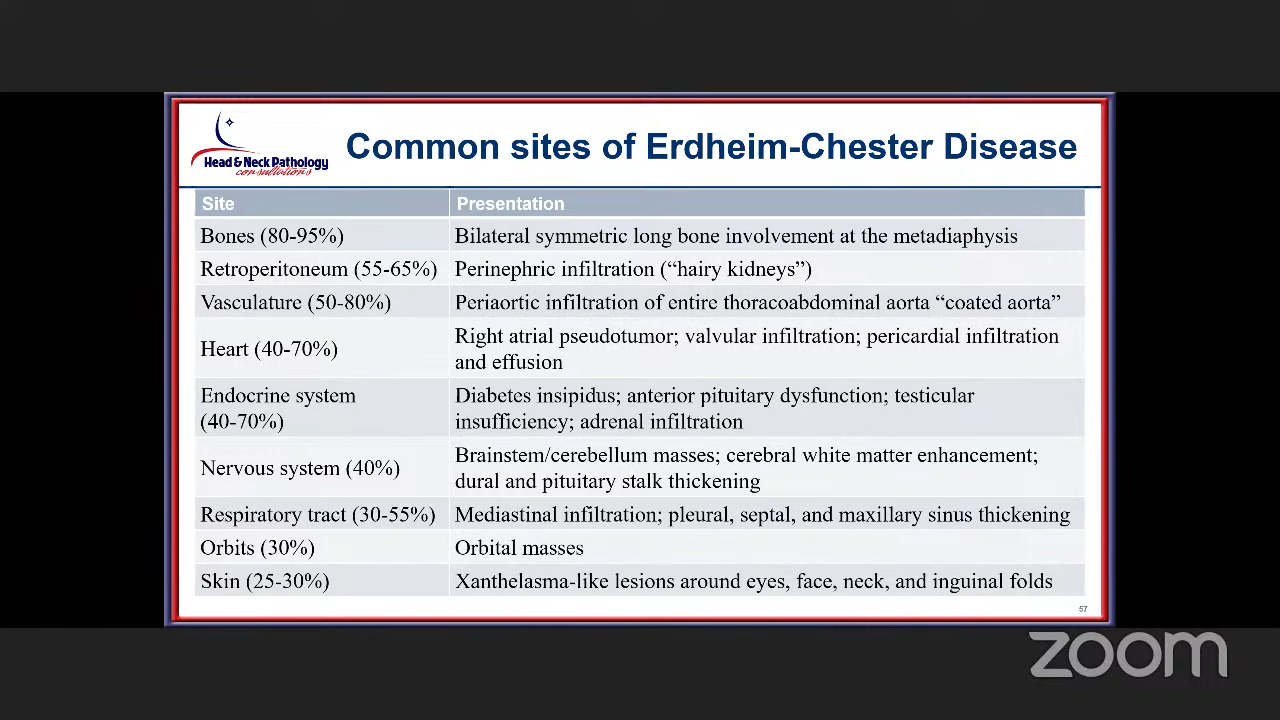 Head & Neck Pathology
consultations
Common sites of Erdheim-Chester Disease
Site Presentation
Bones (80-95%) Bilateral symmetric long bone involvement at the metadiaphysis
Retroperitoneum (55-65%) Perinephric infiltration (“hairy kidneys”)
Vasculature (50-80%) Periaortic infiltration of entire thoracoabdominal aorta “coated aorta”
Heart (40-70%) Right atrial pseudotumor; valvular infiltration; pericardial infiltration
and effusion
Endocrine system
(40-70%)
Diabetes insipidus; anterior pituitary dysfunction; testicular
insufficiency; adrenal infiltration
Nervous system (40%) Brainstem/cerebellum masses; cerebral white matter enhancement;
dural and pituitary stalk thickening
Respiratory tract (30-55%) Mediastinal infiltration; pleural, septal, and maxillary sinus thickening
Orbits (30%) Orbital masses
Skin (25-30%) Xanthelasma-like lesions around eyes, face, neck, and inguinal folds
57
zoom